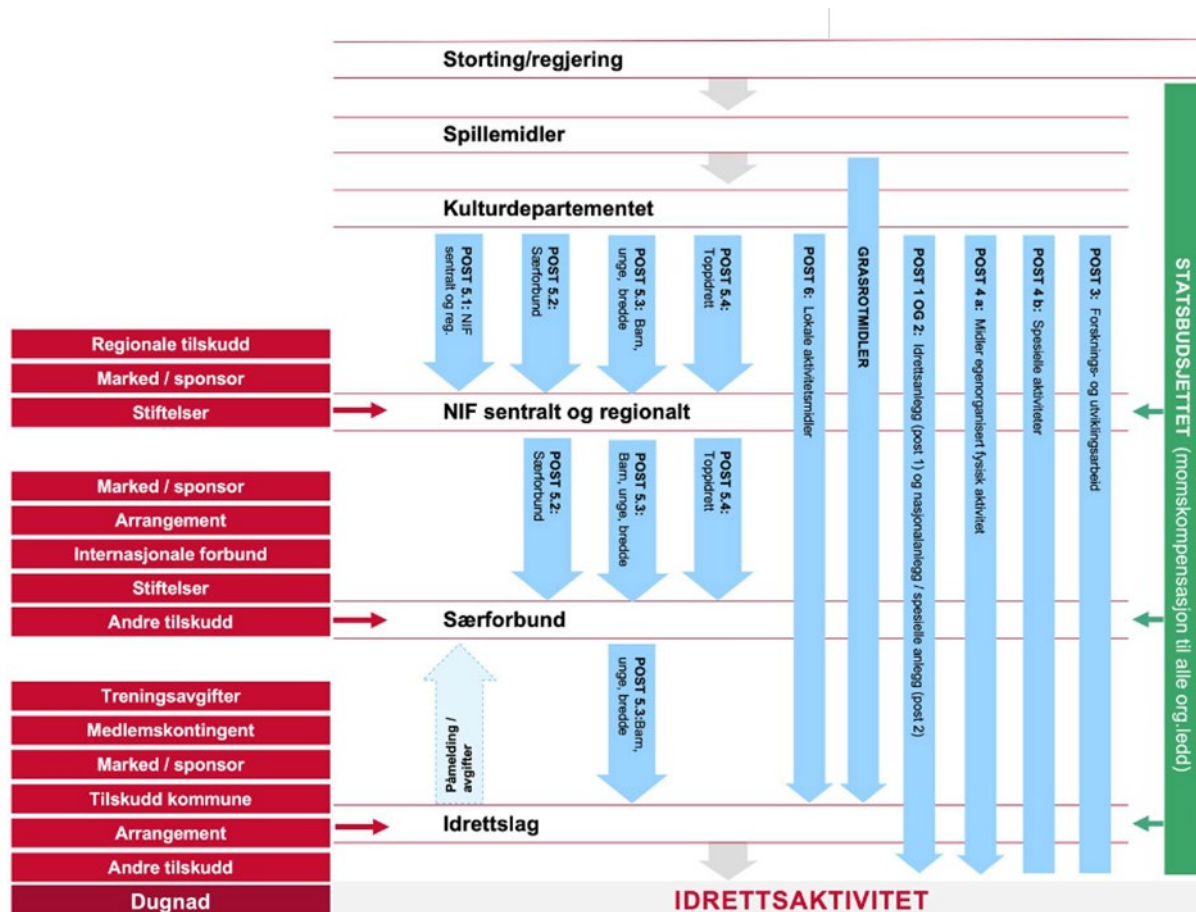 Storting/regjering
Spillemidler
Kulturdepartementet
POST 5.1: NIF
sentralt og reg.
POST 5.2:
Særforbund
POST 5.3: Barn,
unge, bredde
POST 5.4:
Toppidrett
POST 6: Lokale aktivitetsmidler
GRASROTMIDLER
POST 1 OG 2: Idrettsanlegg (post 1) og nasjonalanlegg / spesielle anlegg (post 2)
POST 4 a: Midler egenorganisert fysisk aktivitet
POST 4 b: Spesielle aktiviteter
POST 3: Forsknings- og utviklingsarbeid
STATSBUDSJETTET (momskompensasjon til alle org.ledd)
Regionale tilskudd
Marked / sponsor
Stiftelser
NIF sentralt og regionalt
POST 5.2:
Særforbund
POST 5.3:
Barn, unge, bredde
POST 5.4:
Toppidrett
Marked / sponsor
Arrangement
Internasjonale forbund
Stiftelser
Andre tilskudd
Særforbund
Påmelding /
avgifter
POST 5.3:Barn,
unge, bredde
Treningsavgifter
Medlemskontingent
Marked / sponsor
Tilskudd kommune
Arrangement
Andre tilskudd
Dugnad
Idrettslag
IDRETTSAKTIVITET